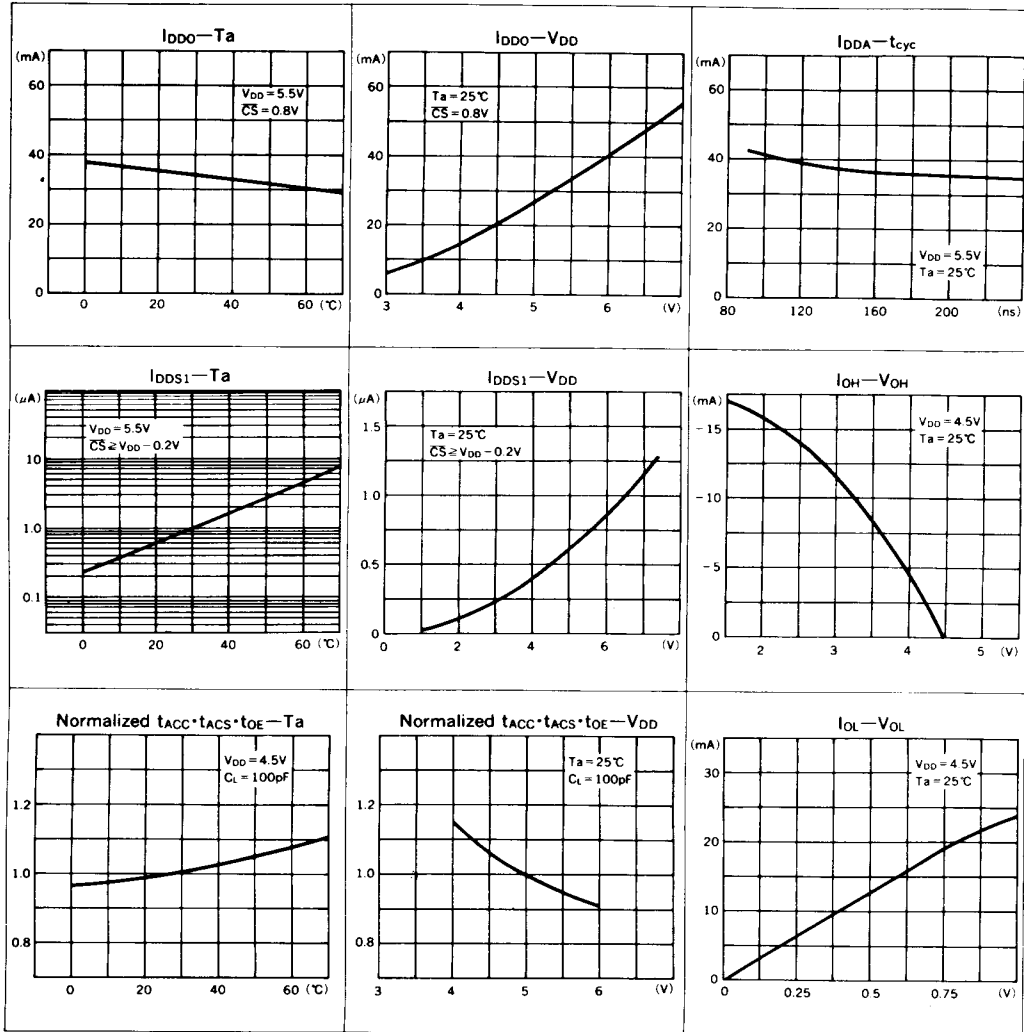 IDDO—Ta
(mA)
60
VDD=5.5V
CS̅=0.8V
40
20
0
0 20 40 60 (℃)
IDDO—VDD
(mA)
60
Ta=25℃
CS̅=0.8V
40
20
0
3 4 5 6 (V)
IDDA—tcyc
(mA)
60
40
20
VDD=5.5V
Ta=25℃
0
80 120 160 200 (ns)
IDDS1—Ta
(μA)
VDD=5.5V
CS̅≧VDD-0.2V
10
1.0
0.1
0 20 40 60 (℃)
IDDS1—VDD
(μA)
1.5
Ta=25℃
CS̅≧VDD-0.2V
1.0
0.5
0
0 2 4 6 (V)
IOH—VOH
(mA)
-15
VDD=4.5V
Ta=25℃
-10
-5
0
2 3 4 5 (V)
Normalized tACC・tACS・tOE—Ta
VDD=4.5V
CL=100pF
1.2
1.0
0.8
0 20 40 60 (℃)
Normalized tACC・tACS・tOE—VDD
Ta=25℃
CL=100pF
1.2
1.0
0.8
3 4 5 6 (V)
IOL—VOL
(mA)
30
VDD=4.5V
Ta=25℃
20
10
0
0 0.25 0.5 0.75 (V)